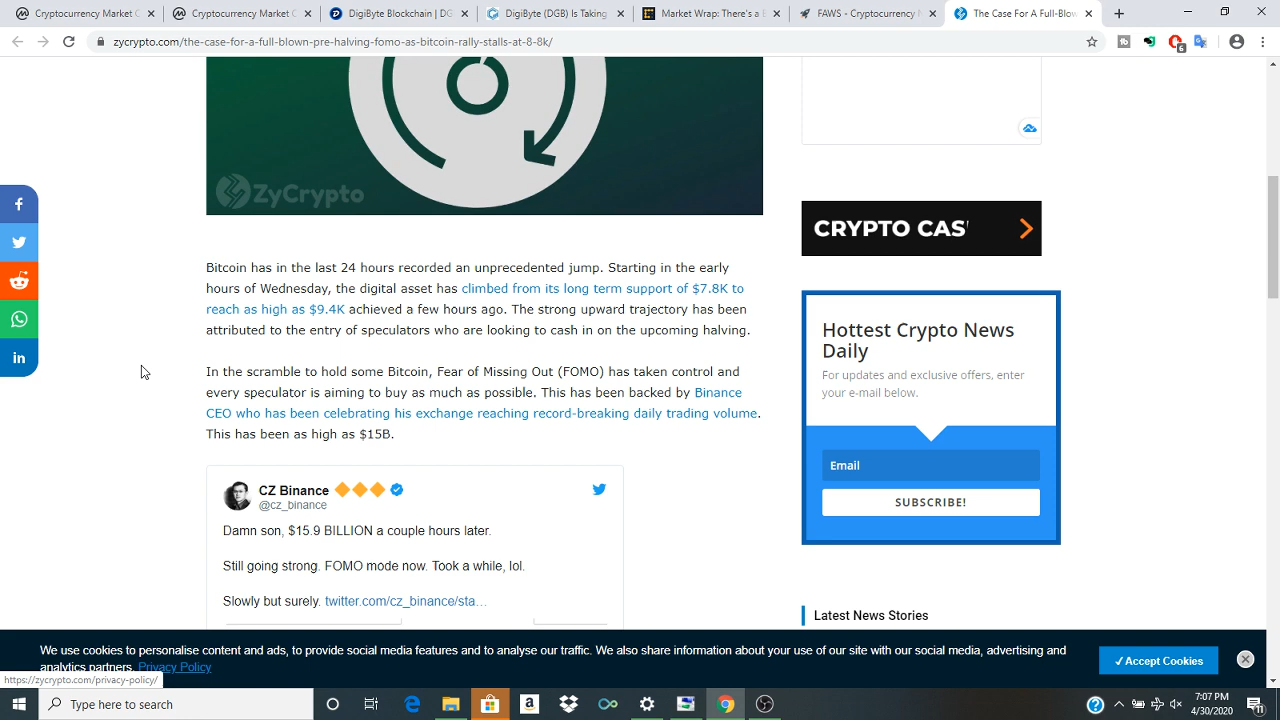 Cryptocurrency Market C
Cryptocurrency Market C
DigiByte Blockchain | DG
DigiByte (DGB) Is Taking
Market Wrap: There's a B
FAWS - Cryptocurrency
The Case For a Full-Blow
zycrypto.com/the-case-for-a-full-blown-pre-halving-fomo-as-bitcoin-rally-stalls-at-8-8k/
6
ZyCrypto
CRYPTO CAS
Bitcoin has in the last 24 hours recorded an unprecedented jump. Starting in the early
hours of Wednesday, the digital asset has climbed from its long term support of $7.8K to
reach as high as $9.4K achieved a few hours ago. The strong upward trajectory has been
attributed to the entry of speculators who are looking to cash in on the upcoming halving.
In the scramble to hold some Bitcoin, Fear of Missing Out (FOMO) has taken control and
every speculator is aiming to buy as much as possible. This has been backed by Binance
CEO who has been celebrating his exchange reaching record-breaking daily trading volume.
This has been as high as $15B.
CZ Binance
@cz_binance
Damn son, $15.9 BILLION a couple hours later.
Still going strong. FOMO mode now. Took a while, lol.
Slowly but surely. twitter.com/cz_binance/sta…
Hottest Crypto News
Daily
For updates and exclusive offers, enter
your e-mail below.
Email
SUBSCRIBE!
Latest News Stories
We use cookies to personalise content and ads, to provide social media features and to analyse our traffic. We also share information about your use of our site with our social media, advertising and
analytics partners. Privacy Policy
✓Accept Cookies
https://zycrypto.com/privacy-policy/
Type here to search
7:07 PM
4/30/2020